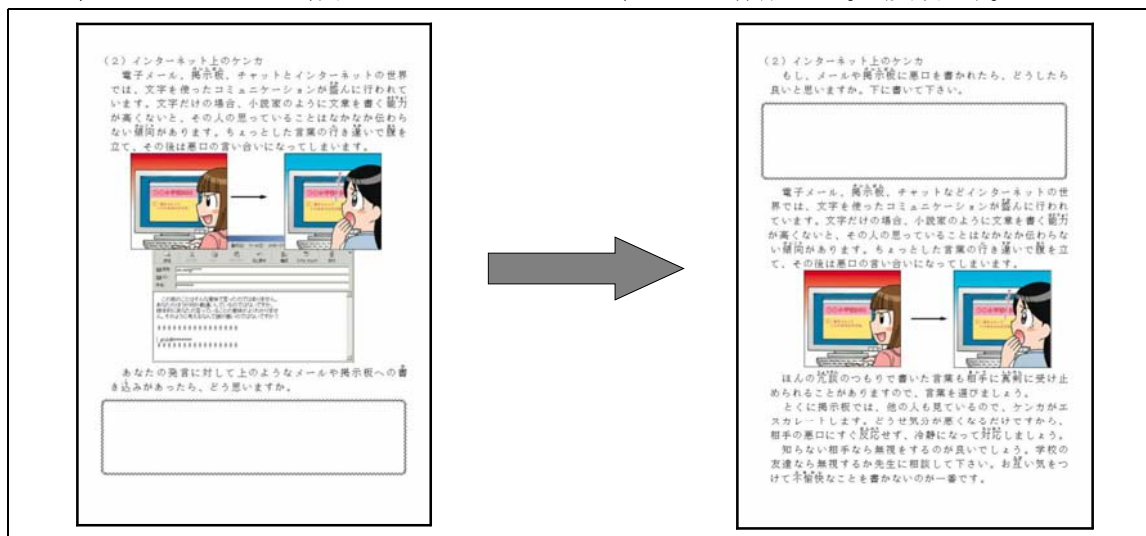 (2)インターネット上のケンカ
電子メール、掲示板、チャットとインターネットの世界
では、文字を使ったコミュニケーションが盛んに行われて
います。文字だけの場合、小説家のように文章を書く能力
が高くないと、その人の思っていることはなかなか伝わら
ない傾向があります。ちょっとした言葉の行き違いで腹を
立て、その後は悪口の言い合いになってしまいます。
あなたの発言に対して上のようなメールや掲示板への書
き込みがあったら、どう思いますか。
(2)インターネット上のケンカ
もし、メールや掲示板に悪口を書かれたら、どうしたら
良いと思いますか。下に書いて下さい。
電子メール、掲示板、チャットなどインターネットの世
界では、文字を使ったコミュニケーションが盛んに行われ
ています。文字だけの場合、小説家のように文章を書く能力
が高くないと、その人の思っていることはなかなか伝わらな
い傾向があります。ちょっとした言葉の行き違いで腹を立
て、その後は悪口の言い合いになってしまいます。
ほんの冗談のつもりで書いた言葉も相手に真剣に受け止
められることがありますので、言葉を選びましょう。
とくに掲示板では、他の人も見ているので、ケンカがエ
スカレートします。どうせ気分が悪くなるだけですから、
相手の悪口にすぐ反応せず、冷静になって対応しましょう。
知らない相手なら無視をするのが良いでしょう。学校の
友達なら無視するか先生に相談して下さい。お互い気をつ
けて不愉快なことを書かないのが一番です。